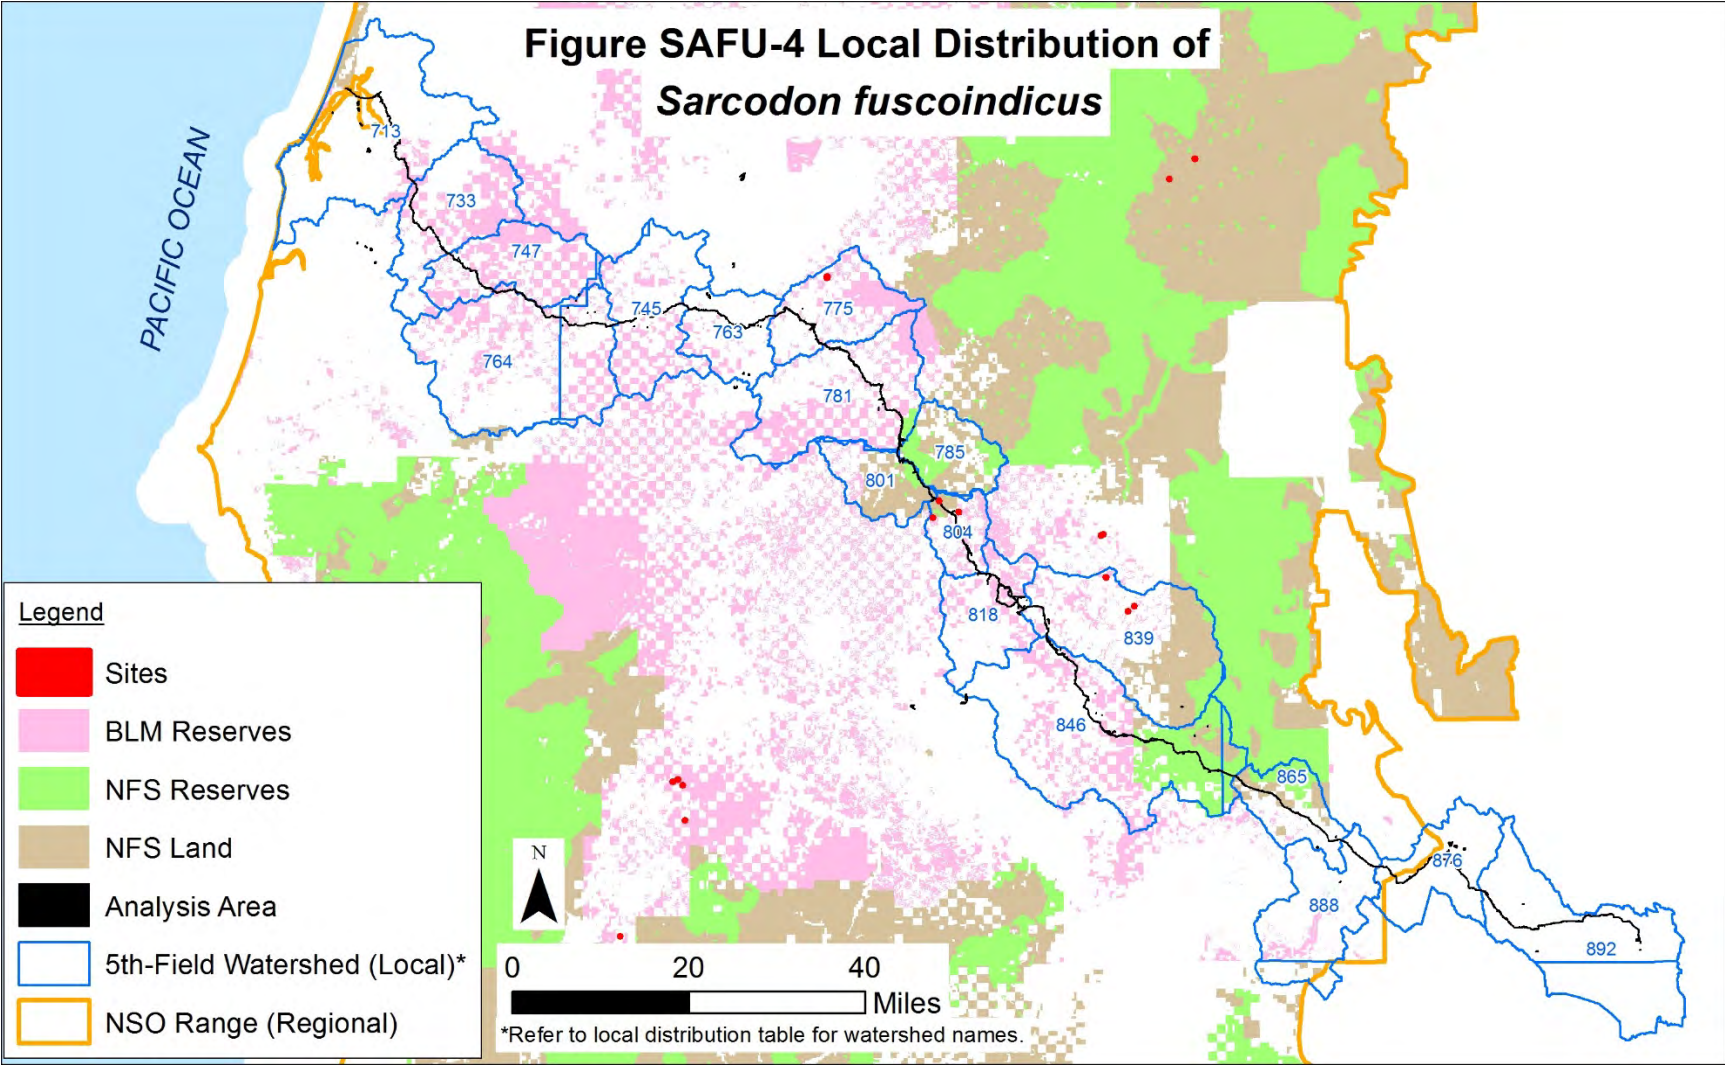 Figure SAFU-4 Local Distribution of
Sarcodon fuscoindicus
PACIFIC OCEAN
713
733
747
745
775
763
764
781
785
801
804
818
839
846
865
876
888
892
Legend
Sites
BLM Reserves
NFS Reserves
NFS Land
Analysis Area
5th-Field Watershed (Local)*
NSO Range (Regional)
N
0 20 40
Miles
*Refer to local distribution table for watershed names.